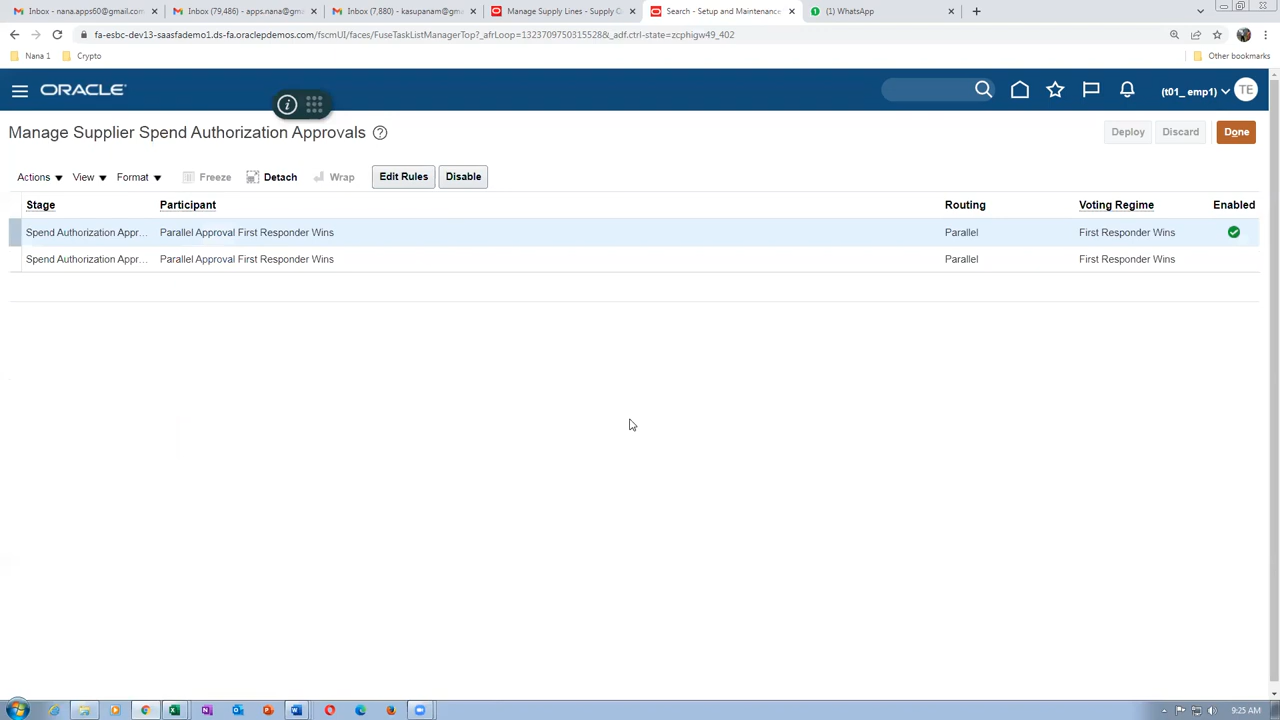 Inbox - nana.apps60@gmail.com
Inbox (79,486) - apps.nana@gma
Inbox (7,880) - kasupanam@gm
Manage Supply Lines - Supply C
Search - Setup and Maintenance
(1) WhatsApp
fa-esbc-dev13-saasfademo1.ds-fa.oraclepdemos.com/fscmUI/faces/FuseTaskListManagerTop?_afrLoop=1323709750315528&_adf.ctrl-state=zcphigw49_402
Nana 1
Crypto
Other bookmarks
ORACLE
(t01_ emp1)
TE
Manage Supplier Spend Authorization Approvals
Deploy
Discard
Done
Actions
View
Format
Freeze
Detach
Wrap
Edit Rules
Disable
Stage
Participant
Routing
Voting Regime
Enabled
Spend Authorization Appr...
Parallel Approval First Responder Wins
Parallel
First Responder Wins
Spend Authorization Appr...
Parallel Approval First Responder Wins
Parallel
First Responder Wins
9:25 AM